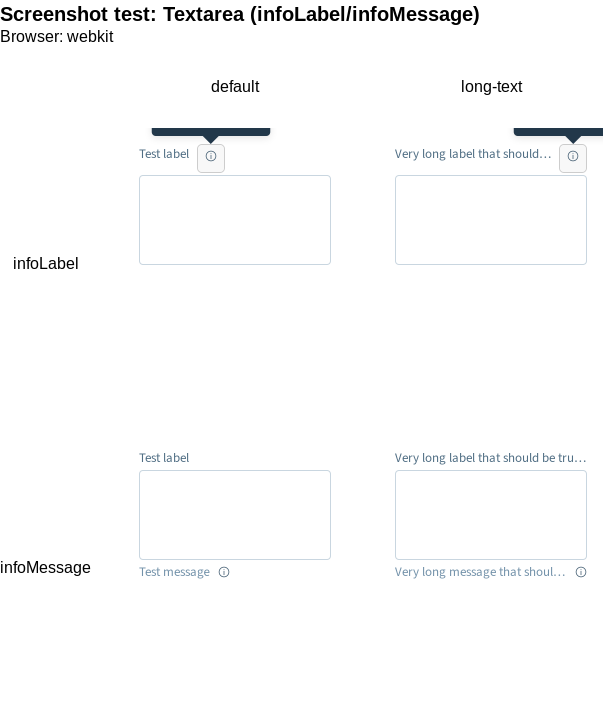 Screenshot test: Textarea (infoLabel/infoMessage)
Browser: webkit
default
long-text
Test label
Very long label that should…
infoLabel
Test label
Very long label that should be tru…
infoMessage
Test message
Very long message that shoul…